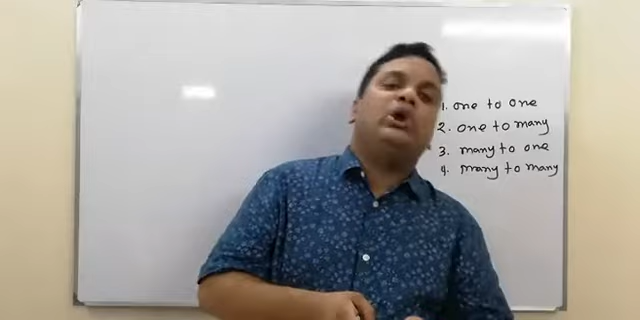 1. one to one
2. one to many
3. many to one
4. many to many